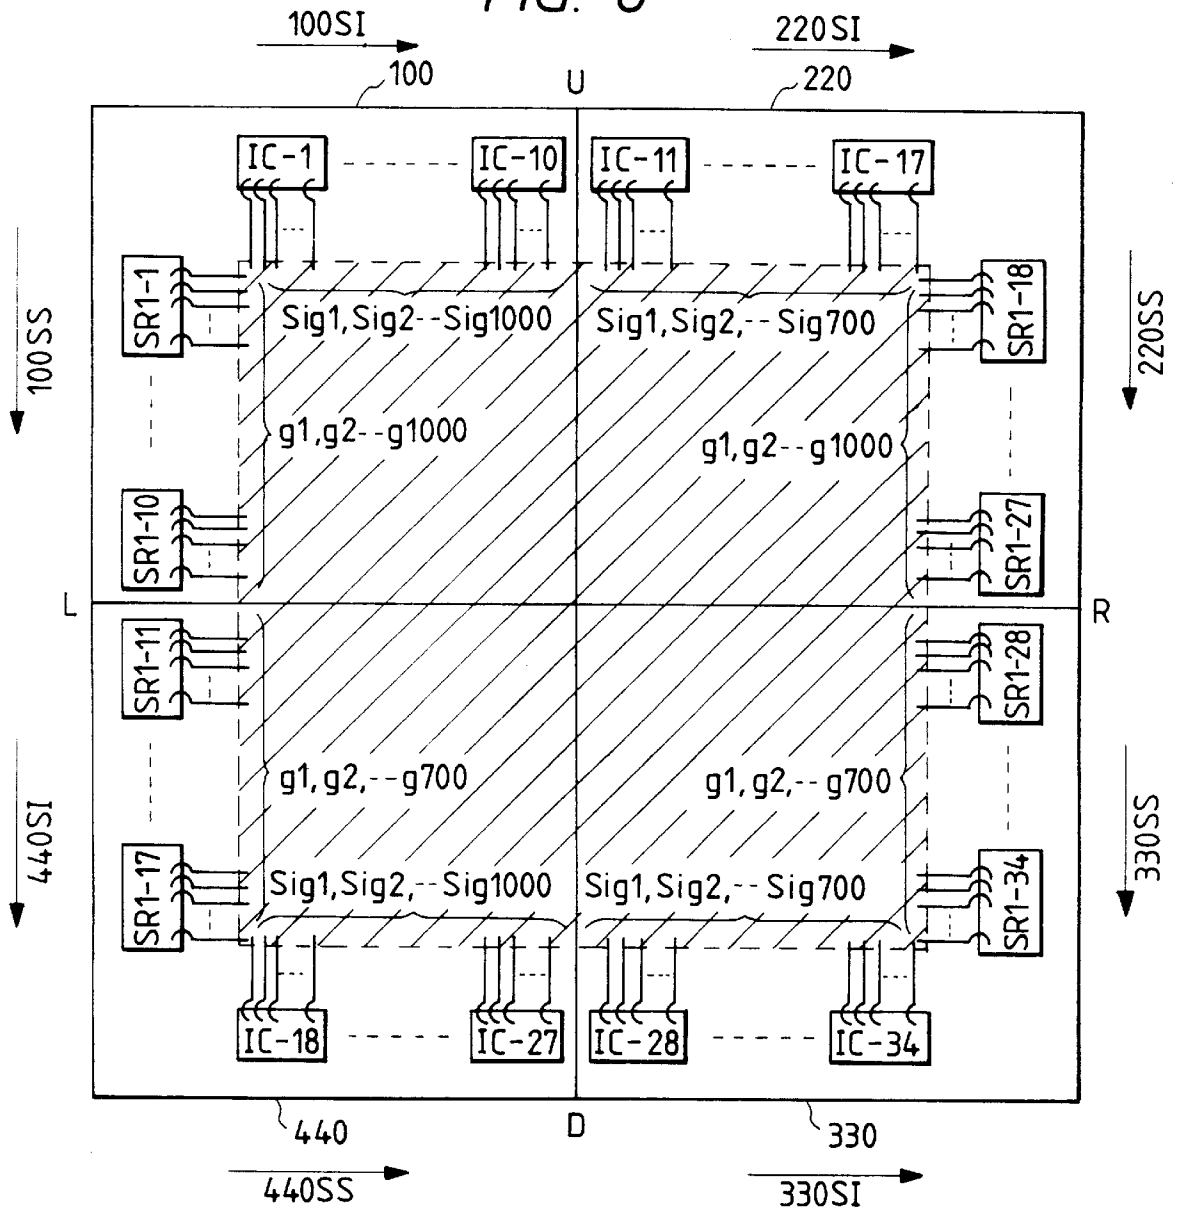 FIG. 6
100SI
220SI
100
U
220
IC-1
IC-10
IC-11
IC-17
SR1-1
SR1-18
100SS
220SS
Sig1,Sig2--Sig1000
Sig1,Sig2,--Sig700
g1,g2--g1000
g1,g2--g1000
SR1-10
SR1-27
L
R
SR1-11
SR1-28
g1,g2,--g700
g1,g2,--g700
440SI
330SS
SR1-17
SR1-34
Sig1,Sig2,--Sig1000
Sig1,Sig2,--Sig700
IC-18
IC-27
IC-28
IC-34
440
D
330
440SS
330SI